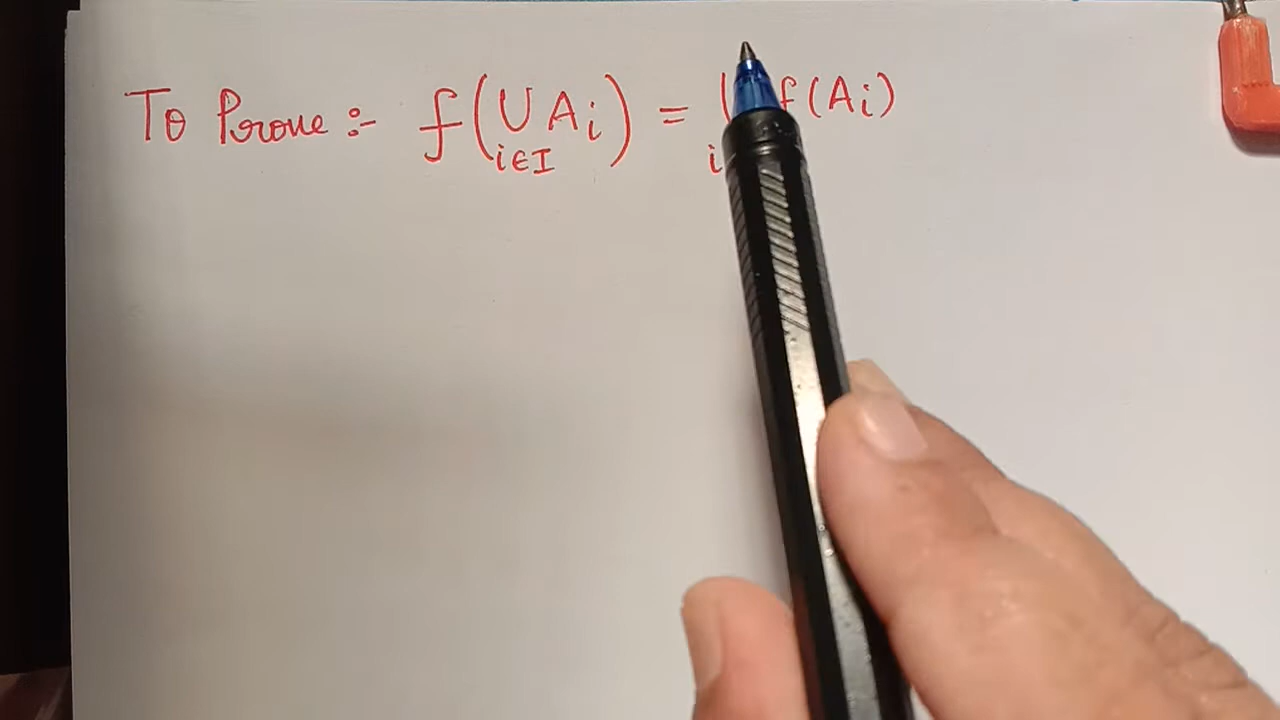 To Prove :- f(∪ Ai) = f(Ai)
i∈I i